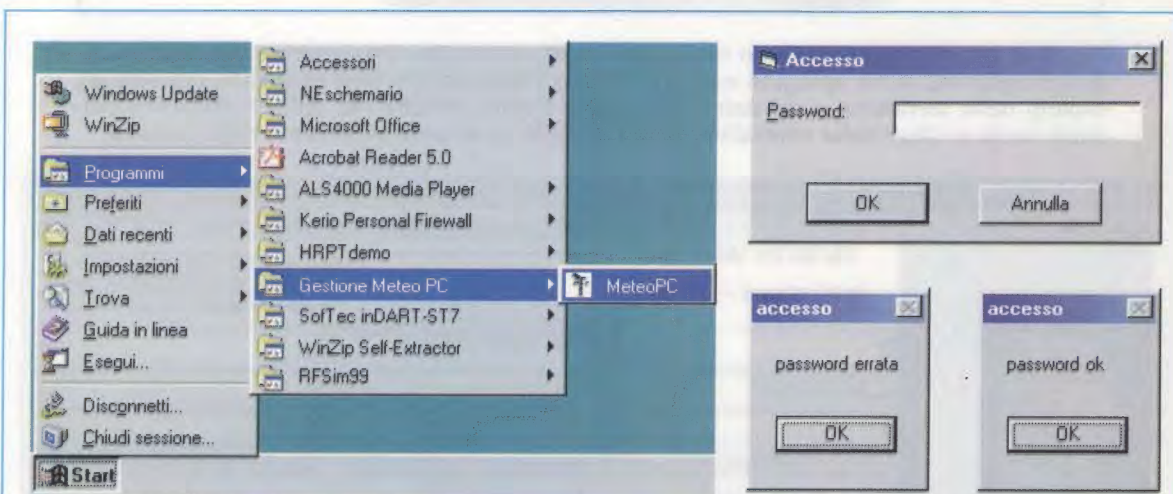 Windows Update
WinZip
Programmi
Preferiti
Dati recenti
Impostazioni
Trova
Guida in linea
Esegui...
Disconnetti...
Chiudi sessione...
Start
Accessori
NEschemario
Microsoft Office
Acrobat Reader 5.0
ALS4000 Media Player
Kerio Personal Firewall
HRPTdemo
Gestione Meteo PC
SofTec inDART-ST7
WinZip Self-Extractor
RFSim99
MeteoPC
Accesso
Password:
OK
Annulla
accesso
password errata
OK
accesso
password ok
OK